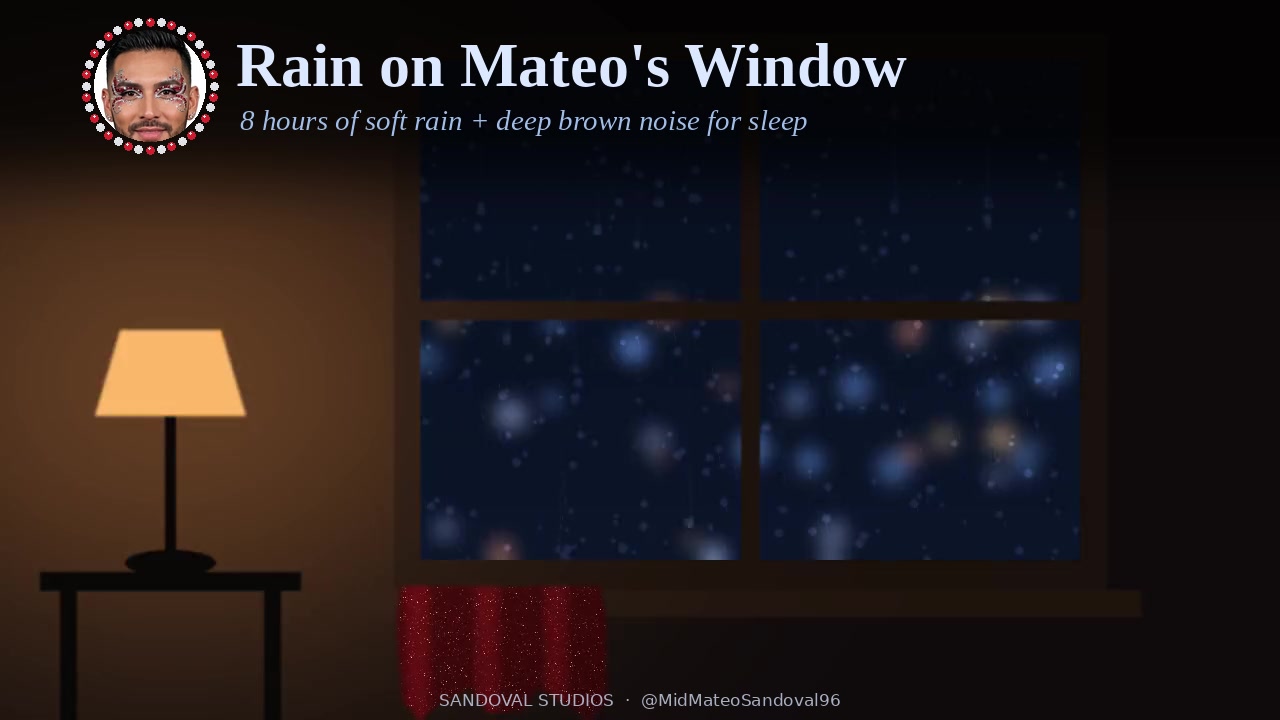 Rain on Mateo's Window
8 hours of soft rain + deep brown noise for sleep
SANDOVAL STUDIOS · @MidMateoSandoval96